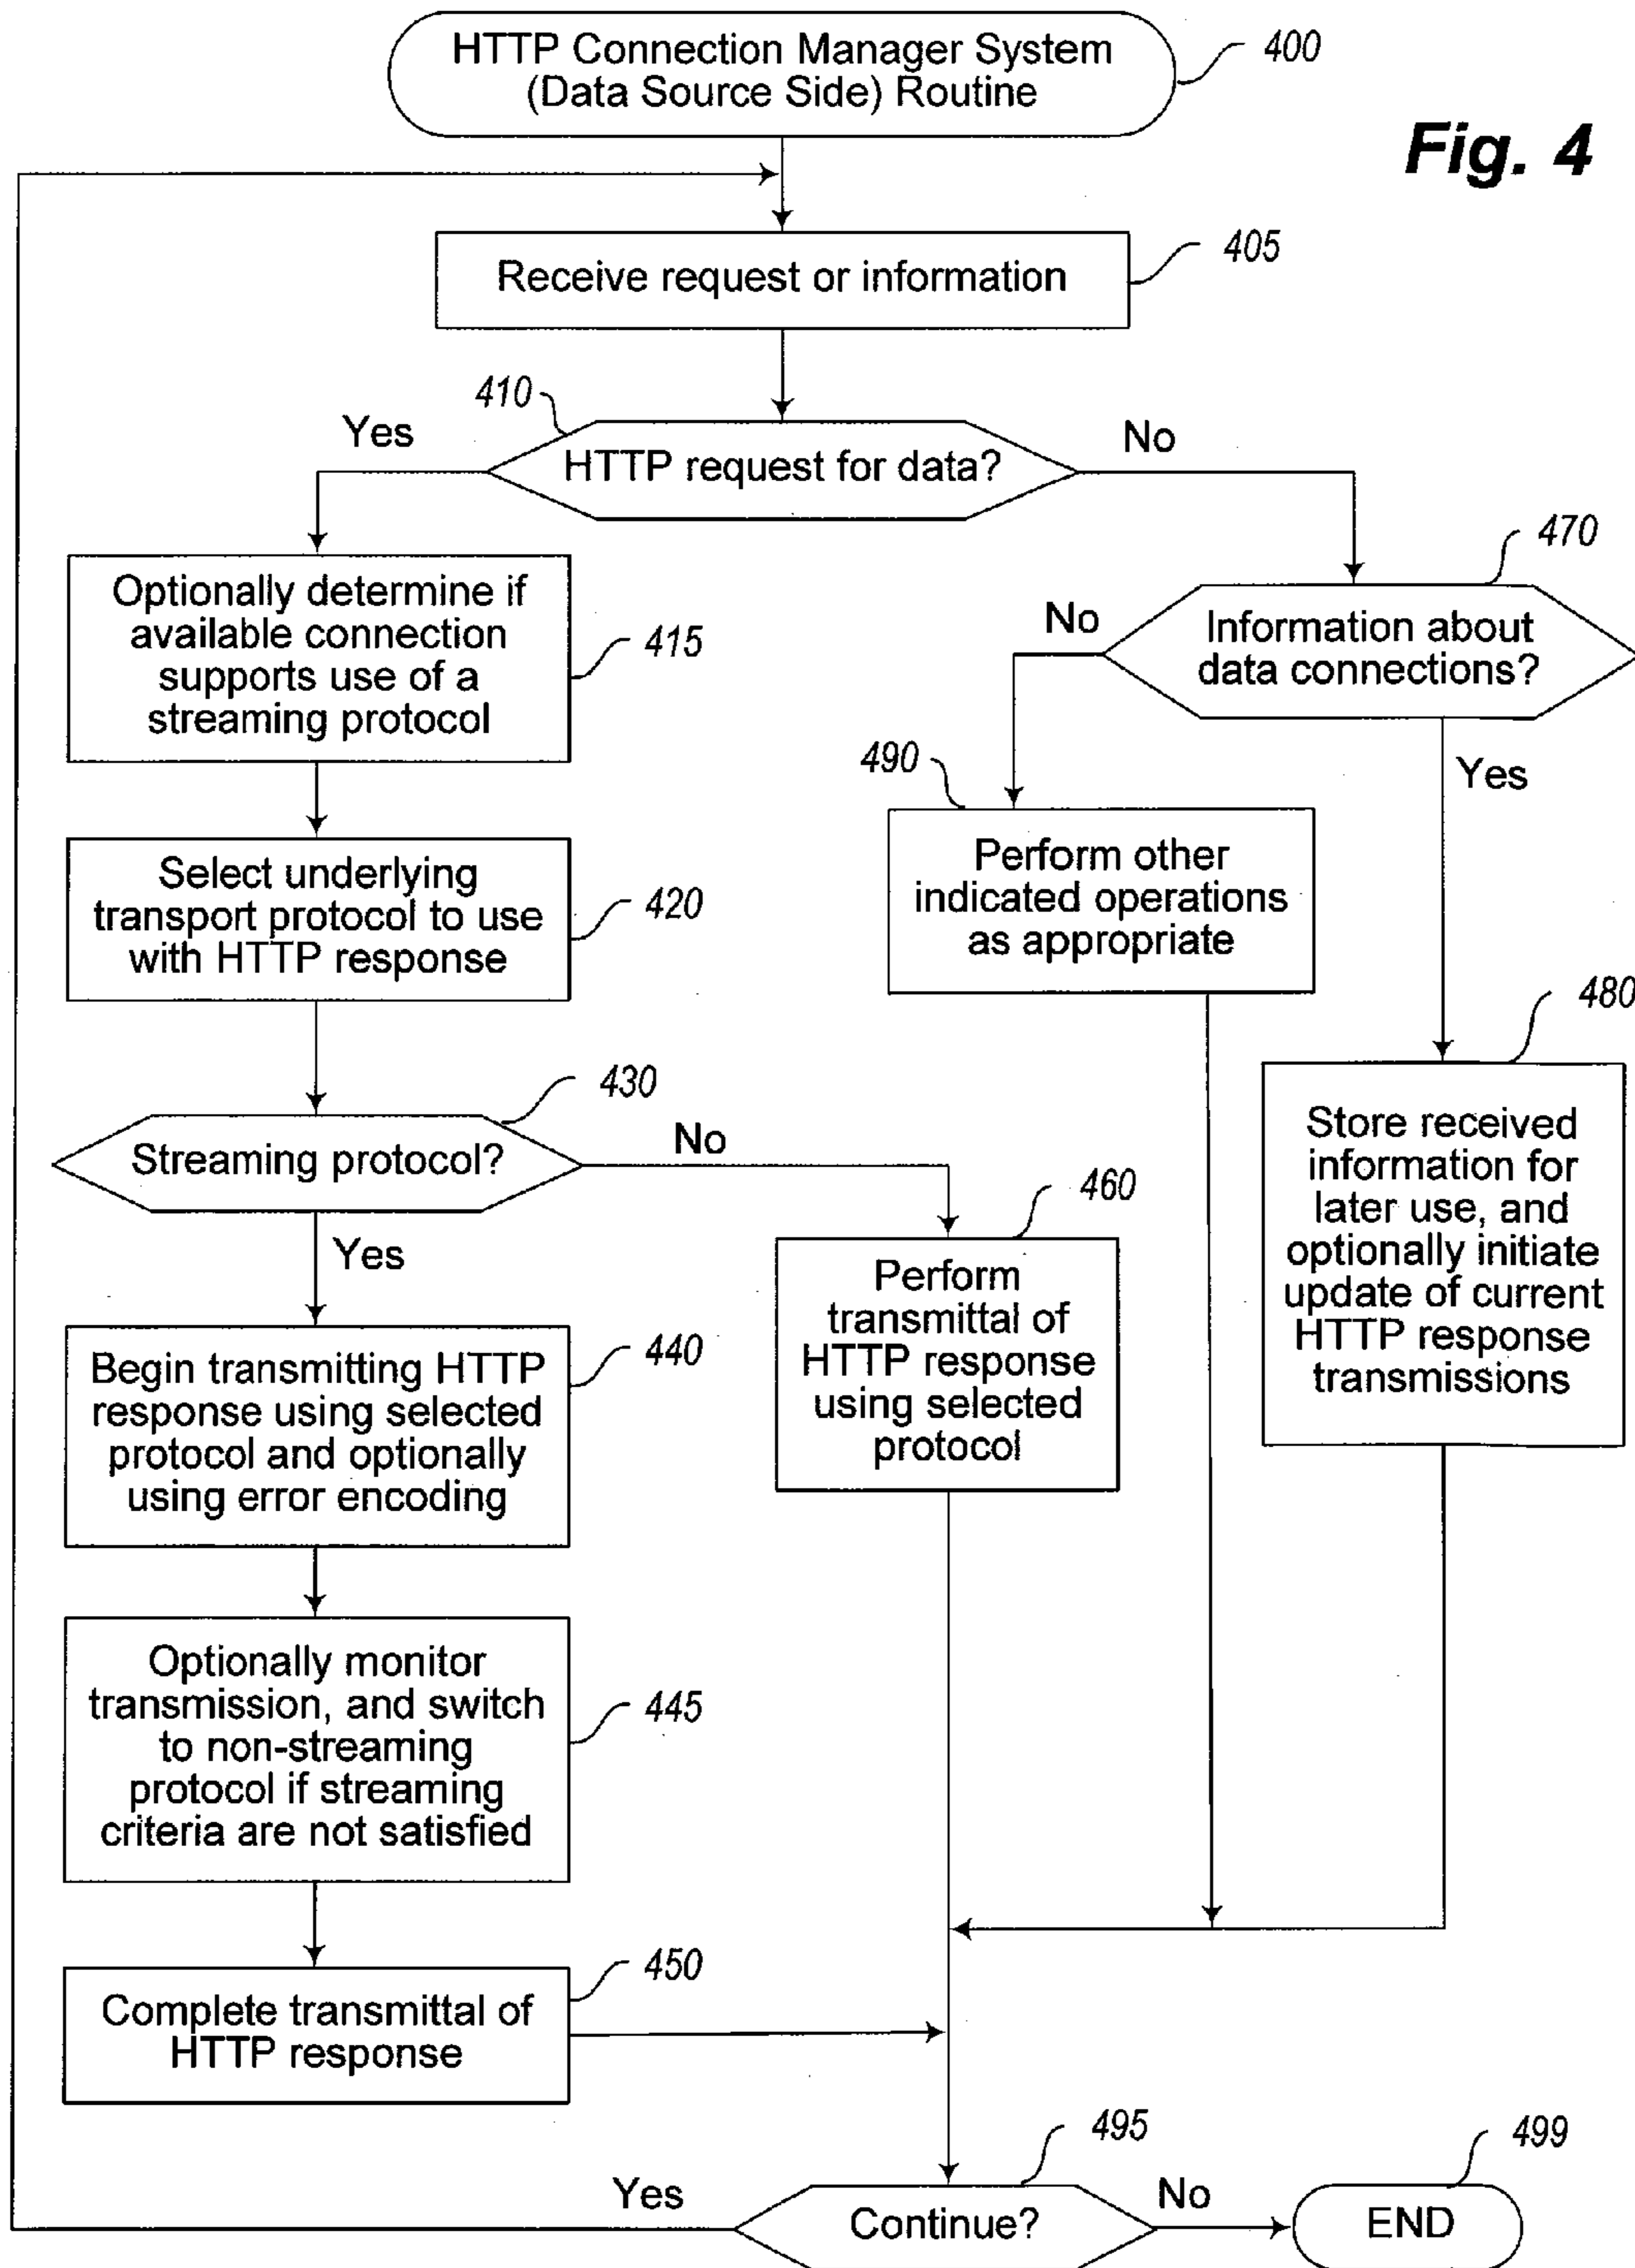 HTTP Connection Manager System
(Data Source Side) Routine
400
Fig. 4
Receive request or information
405
410
Yes
HTTP request for data?
No
Optionally determine if
available connection
supports use of a
streaming protocol
415
470
Information about
data connections?
No
Yes
490
Perform other
indicated operations
as appropriate
Select underlying
transport protocol to use
with HTTP response
420
480
Store received
information for
later use, and
optionally initiate
update of current
HTTP response
transmissions
430
Streaming protocol?
No
Yes
460
Perform
transmittal of
HTTP response
using selected
protocol
Begin transmitting HTTP
response using selected
protocol and optionally
using error encoding
440
Optionally monitor
transmission, and switch
to non-streaming
protocol if streaming
criteria are not satisfied
445
Complete transmittal of
HTTP response
450
495
Yes
Continue?
No
499
END